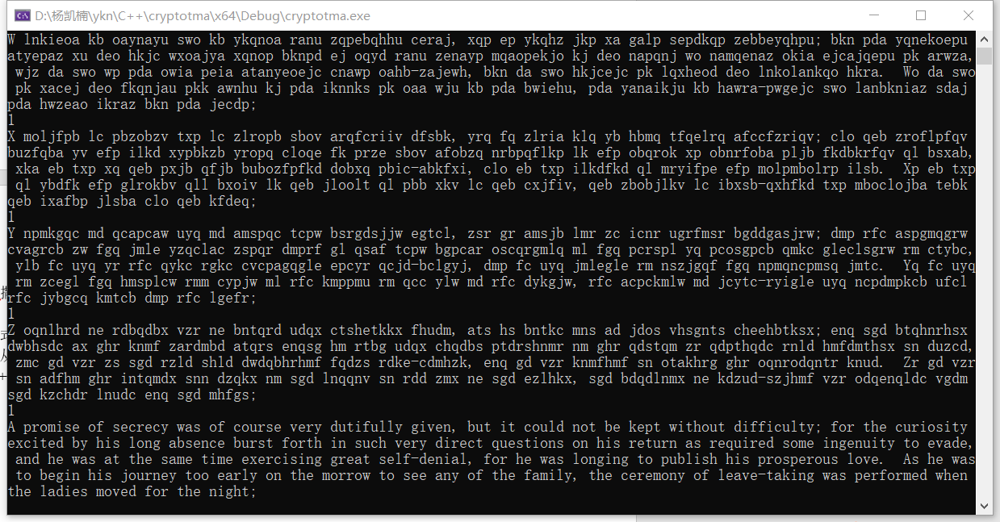 D:\杨凯楠\ykn\C++\cryptotma\x64\Debug\cryptotma.exe
W lnkieoa kb oaynayu swo kb ykqnoa ranu zqpebqhhu ceraj, xqp ep ykqhz jkp xa galp sepdkqp zebbeyqhpu; bkn pda yqnekoepu
atyepaz xu deo hkjc wxoajya xqnop bknpd ej oqyd ranu zenayp mqaopekjo kj deo napqnj wo namqenaz okia ejcajqepu pk arwza,
wjz da swo wp pda owia peia atanyeoejc cnawp oahb-zajewh, bkn da swo hkjcejc pk lqxheod deo lnkolankqo hkra.  Wo da swo
pk xacej deo fkqnjau pkk awnhu kj pda iknnks pk oaa wju kb pda bwiehu, pda yanaikju kb hawra-pwgejc swo lanbkniaz sdaj
pda hwzeao ikraz bkn pda jecdp;
l
X moljfpb lc pbzobzv txp lc zlropb sbov arqfcriiv dfsbk, yrq fq zlria klq yb hbmq tfqelrq afccfzriqv; clo qeb zroflpfqv
buzfqba yv efp ilkd xypbkzb yropq cloqe fk prze sbov afobzq nrbpqflkp lk efp obqrok xp obnrfoba pljb fkdbkrfqv ql bsxab,
xka eb txp xq qeb pxjb qfjb bubozfpfkd dobxq pbic-abkfxi, clo eb txp ilkdfkd ql mryifpe efp molpmbolrp ilsb.  Xp eb txp
ql ybdfk efp glrokbv qll bxoiv lk qeb jloolt ql pbb xkv lc qeb cxjfiv, qeb zbobjlkv lc ibxsb-qxhfkd txp mboclojba tebk
qeb ixafbp jlsba clo qeb kfdeq;
l
Y npmkgqc md qcapcaw uyq md amspqc tcpw bsrgdsjjw egtcl, zsr gr amsjb lmr zc icnr ugrfmsr bgddgasjrw; dmp rfc aspgmqgrw
cvagrcb zw fgq jmle yzqclac zspqr dmprf gl qsaf tcpw bgpcar oscqrgmlq ml fgq pcrspl yq pcosgpcb qmkc gleclsgrw rm ctybc,
ylb fc uyq yr rfc qykc rgkc cvcpagqgle epcyr qcjd-bclgyj, dmp fc uyq jmlegle rm nszjgqf fgq npmqncpmsq jmtc.  Yq fc uyq
rm zcegl fgq hmsplcw rmm cypjw ml rfc kmppmu rm qcc ylw md rfc dykgjw, rfc acpckmlw md jcytc-ryigle uyq ncpdmpkcb ufcl
rfc jybgcq kmtcb dmp rfc lgefr;
l
Z oqnlhrd ne rdbqdbx vzr ne bntqrd udqx ctshetkkx fhudm, ats hs bntkc mns ad jdos vhsgnts cheehbtksx; enq sgd btqhnrhsx
dwbhsdc ax ghr knmf zardmbd atqrs enqsg hm rtbg udqx chqdbs ptdrshnmr nm ghr qdstqm zr qdpthqdc rnld hmfdmthsx sn duzcd,
zmc gd vzr zs sgd rzld shld dwdqbhrhmf fqdzs rdke-cdmhzk, enq gd vzr knmfhmf sn otakhrg ghr oqnrodqntr knud.  Zr gd vzr
sn adfhm ghr intqmdx snn dzqkx nm sgd lnqqnv sn rdd zmx ne sgd ezlhkx, sgd bdqdlnmx ne kdzud-szjhmf vzr odqenqldc vgdm
sgd kzchdr lnudc enq sgd mhfgs;
l
A promise of secrecy was of course very dutifully given, but it could not be kept without difficulty; for the curiosity
excited by his long absence burst forth in such very direct questions on his return as required some ingenuity to evade,
and he was at the same time exercising great self-denial, for he was longing to publish his prosperous love.  As he was
to begin his journey too early on the morrow to see any of the family, the ceremony of leave-taking was performed when
the ladies moved for the night;